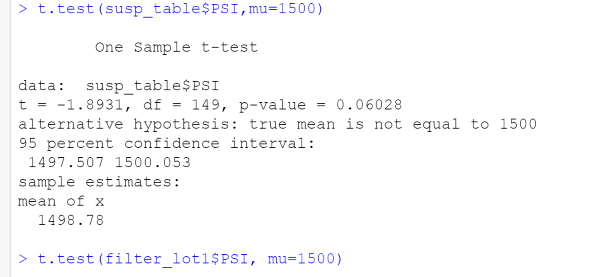 > t.test(susp_table$PSI,mu=1500)
One Sample t-test
data:  susp_table$PSI
t = -1.8931, df = 149, p-value = 0.06028
alternative hypothesis: true mean is not equal to 1500
95 percent confidence interval:
1497.507 1500.053
sample estimates:
mean of x
1498.78
> t.test(filter_lot1$PSI, mu=1500)